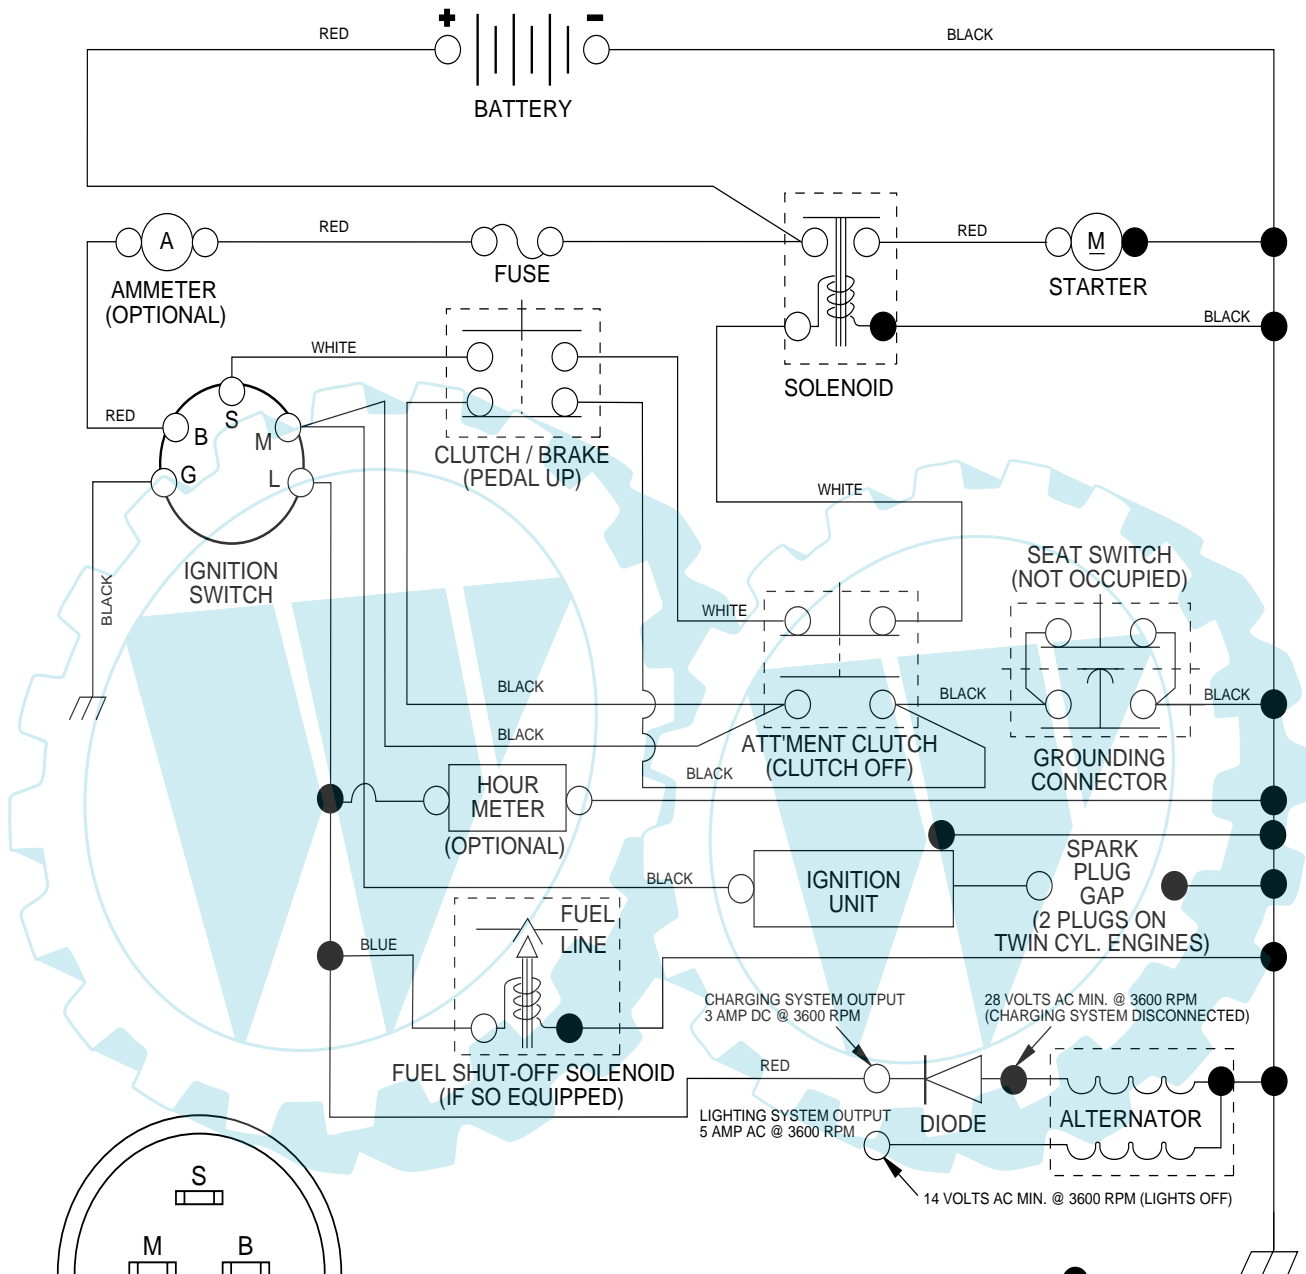 + -
RED
BLACK
BATTERY
A
RED
RED
M
AMMETER
(OPTIONAL)
FUSE
STARTER
BLACK
WHITE
SOLENOID
RED
S
B
M
G
L
CLUTCH / BRAKE
(PEDAL UP)
WHITE
IGNITION
SWITCH
BLACK
SEAT SWITCH
(NOT OCCUPIED)
WHITE
BLACK
BLACK
BLACK
BLACK
ATT'MENT CLUTCH
(CLUTCH OFF)
BLACK
GROUNDING
CONNECTOR
HOUR
METER
(OPTIONAL)
BLACK
IGNITION
UNIT
SPARK
PLUG
GAP
(2 PLUGS ON
TWIN CYL. ENGINES)
FUEL
LINE
BLUE
CHARGING SYSTEM OUTPUT
3 AMP DC @ 3600 RPM
28 VOLTS AC MIN. @ 3600 RPM
(CHARGING SYSTEM DISCONNECTED)
FUEL SHUT-OFF SOLENOID
(IF SO EQUIPPED)
RED
LIGHTING SYSTEM OUTPUT
5 AMP AC @ 3600 RPM
DIODE
ALTERNATOR
14 VOLTS AC MIN. @ 3600 RPM (LIGHTS OFF)
S
M B